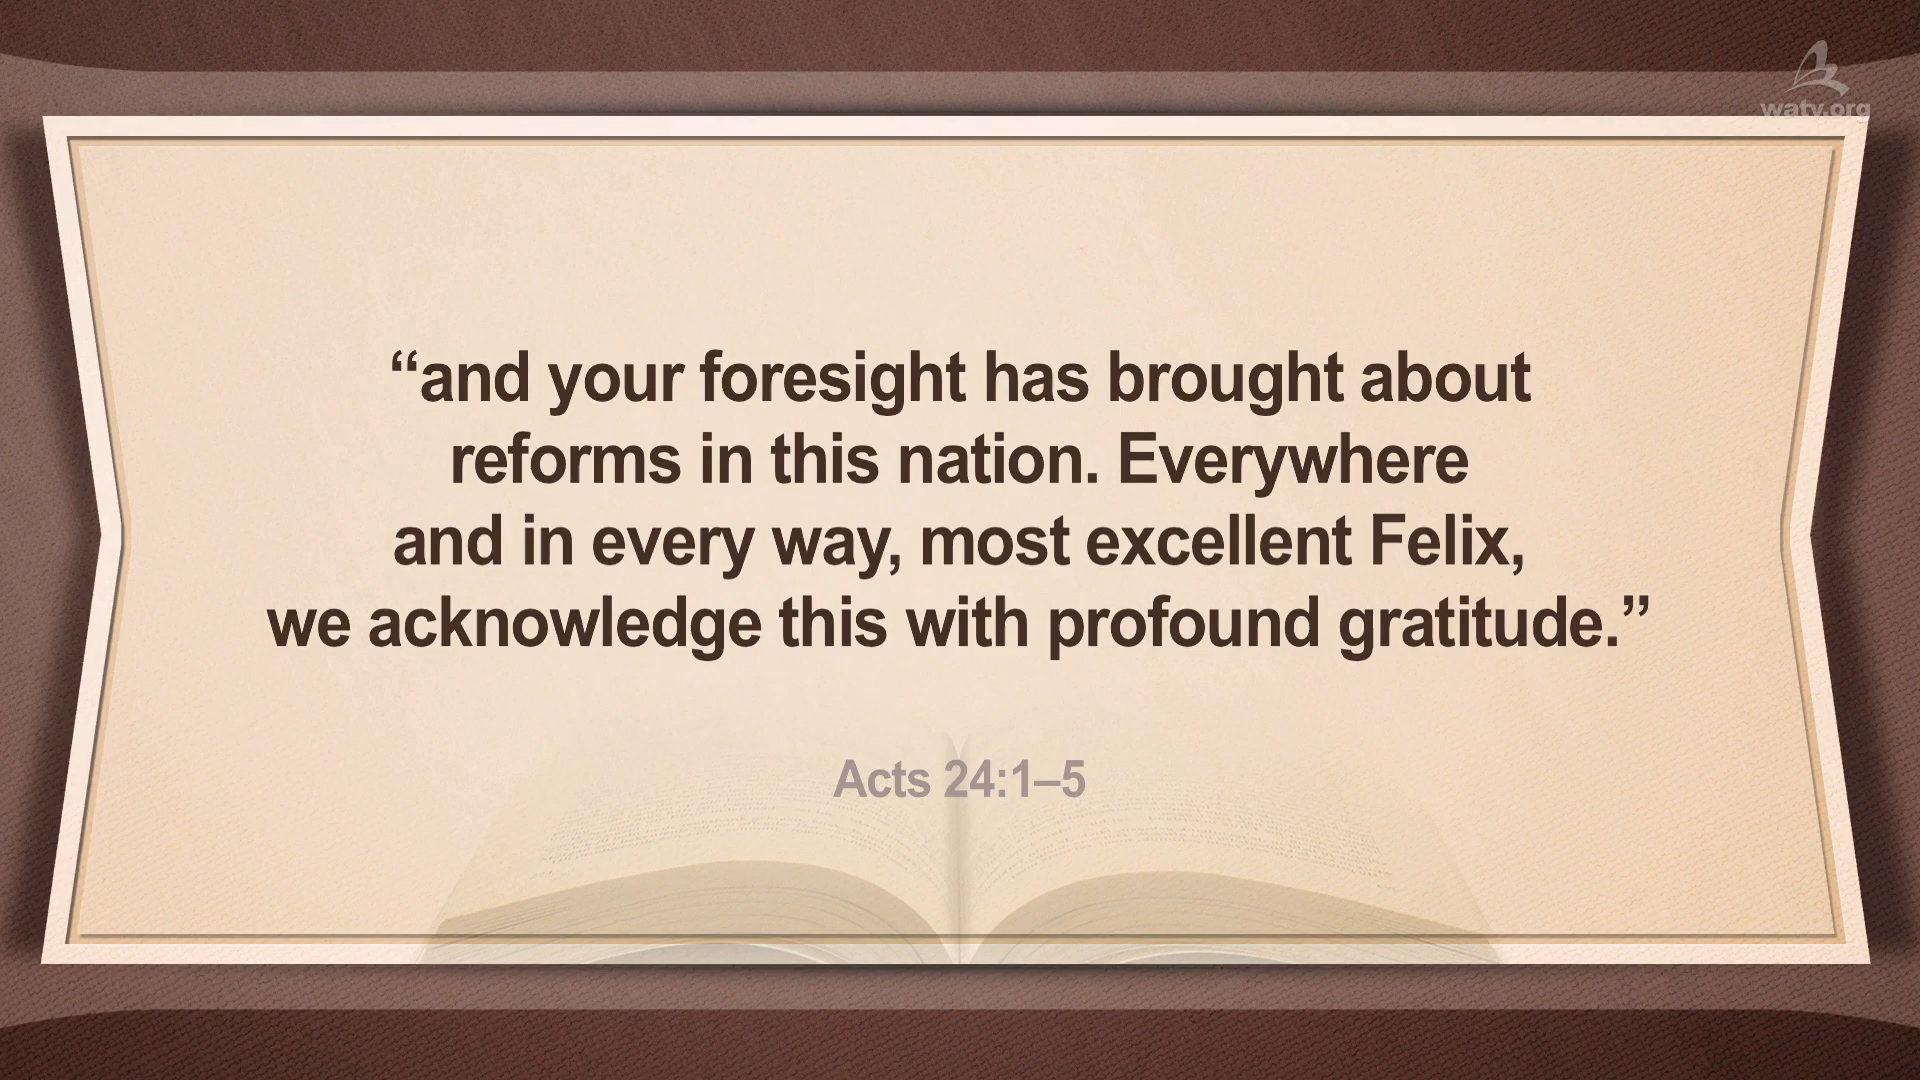 watv.org
“and your foresight has brought about
reforms in this nation. Everywhere
and in every way, most excellent Felix,
we acknowledge this with profound gratitude.”
Acts 24:1–5